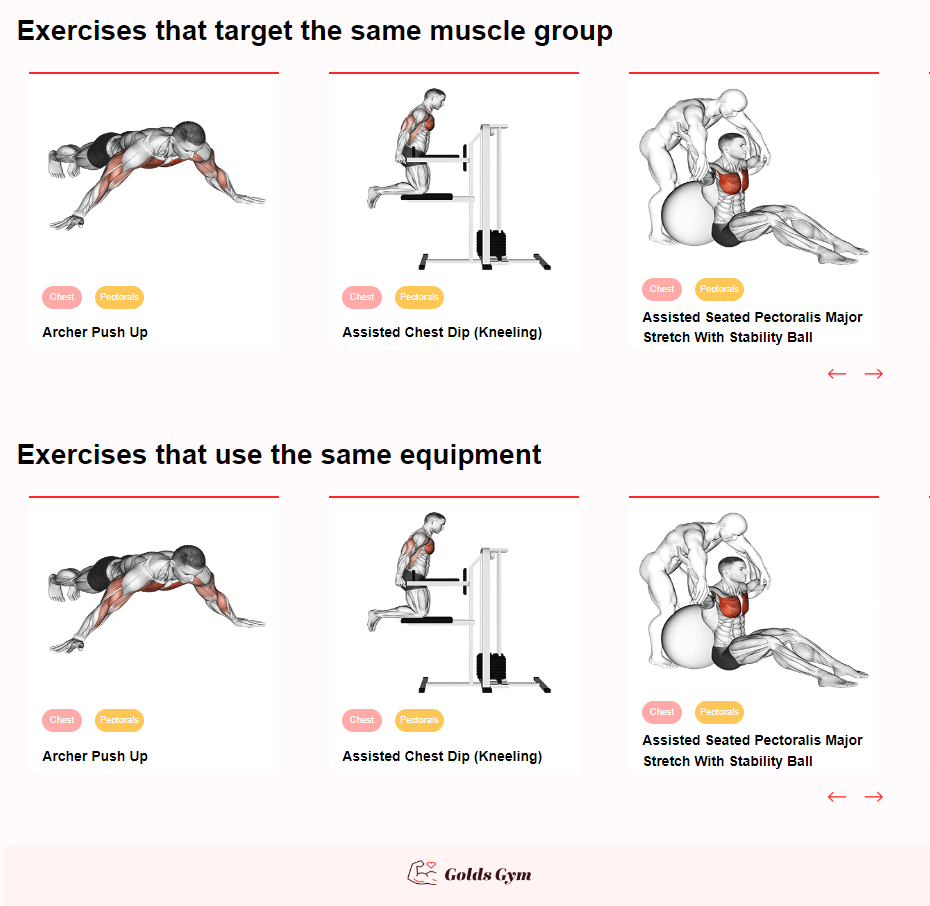 Exercises that target the same muscle group
Chest Pectorals
Archer Push Up
Chest Pectorals
Assisted Chest Dip (Kneeling)
Chest Pectorals
Assisted Seated Pectoralis Major
Stretch With Stability Ball
Exercises that use the same equipment
Chest Pectorals
Archer Push Up
Chest Pectorals
Assisted Chest Dip (Kneeling)
Chest Pectorals
Assisted Seated Pectoralis Major
Stretch With Stability Ball
Golds Gym